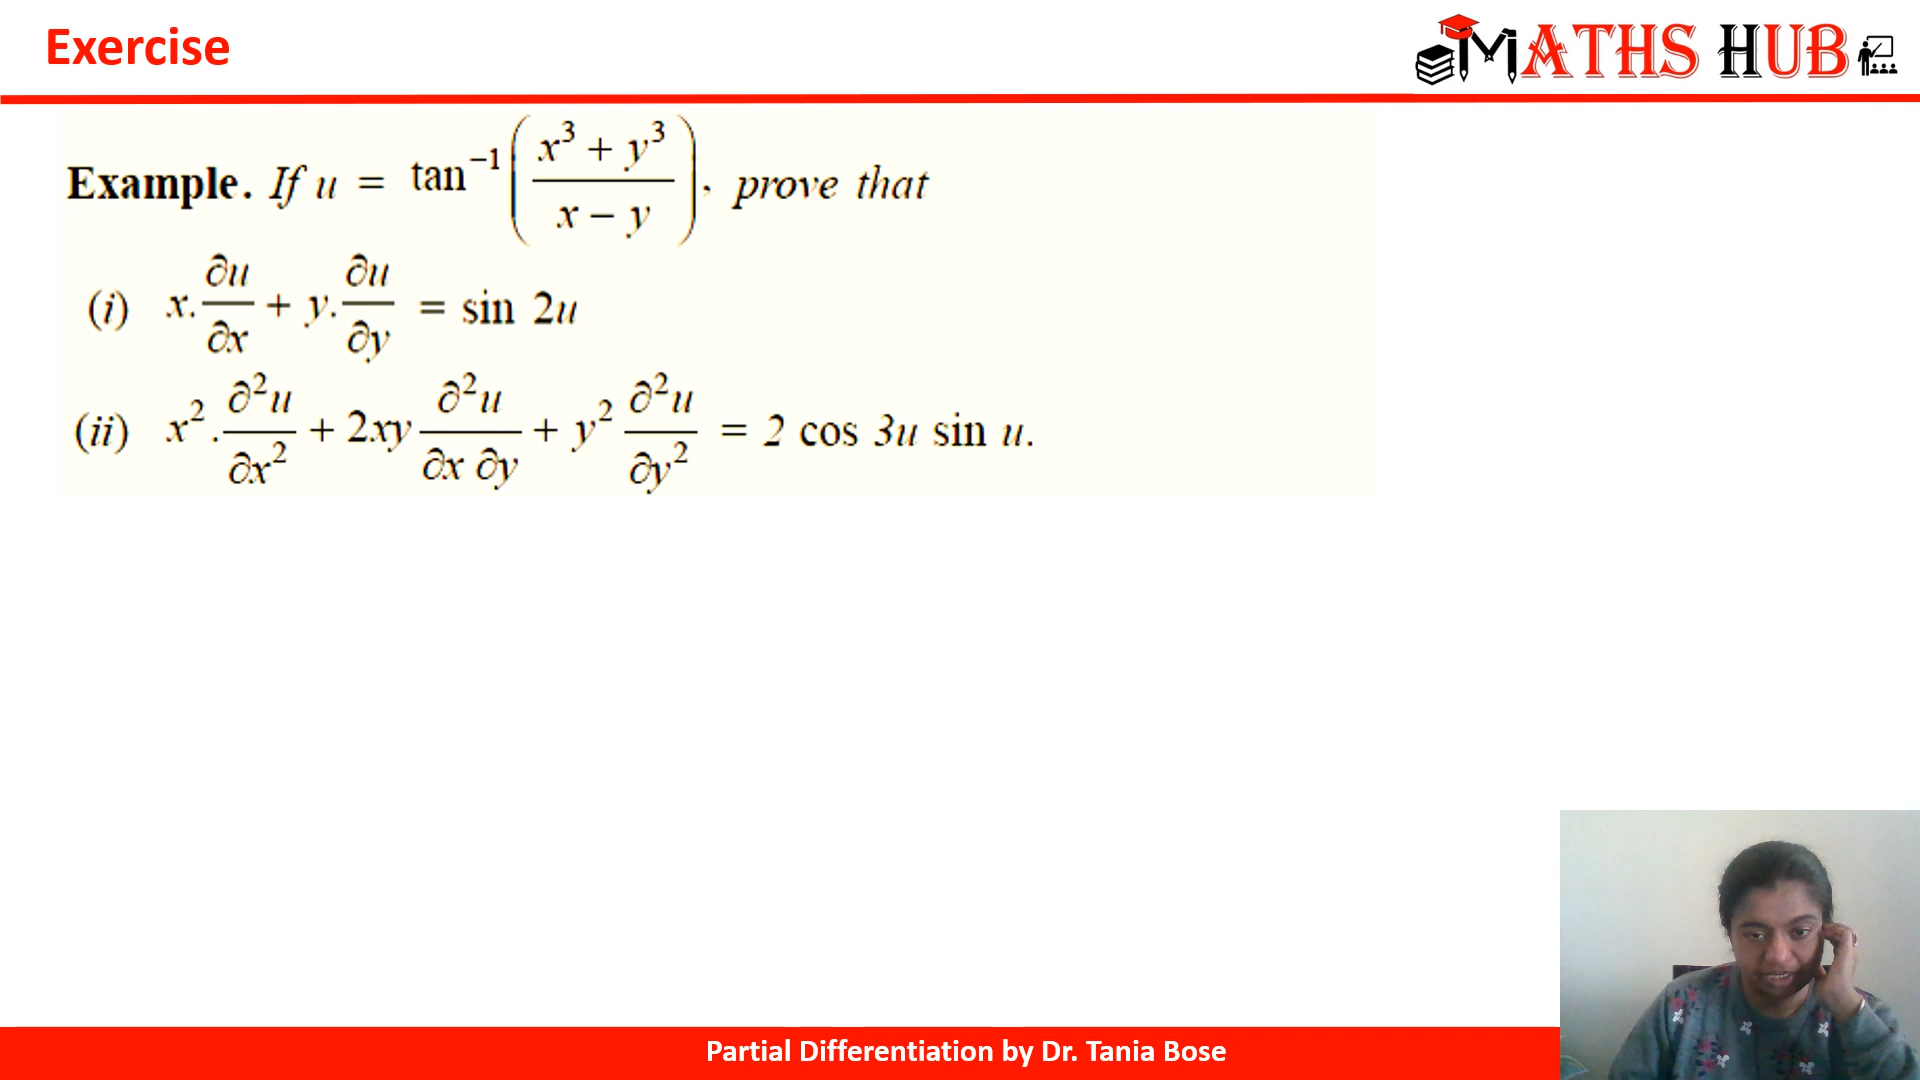 Exercise
MATHS HUB
Example. If u = tan⁻¹ ( (x³ + y³) / (x − y) ), prove that
(i) x. ∂u/∂x + y. ∂u/∂y = sin 2u
(ii) x². ∂²u/∂x² + 2xy ∂²u/∂x ∂y + y² ∂²u/∂y² = 2 cos 3u sin u.
Partial Differentiation by Dr. Tania Bose